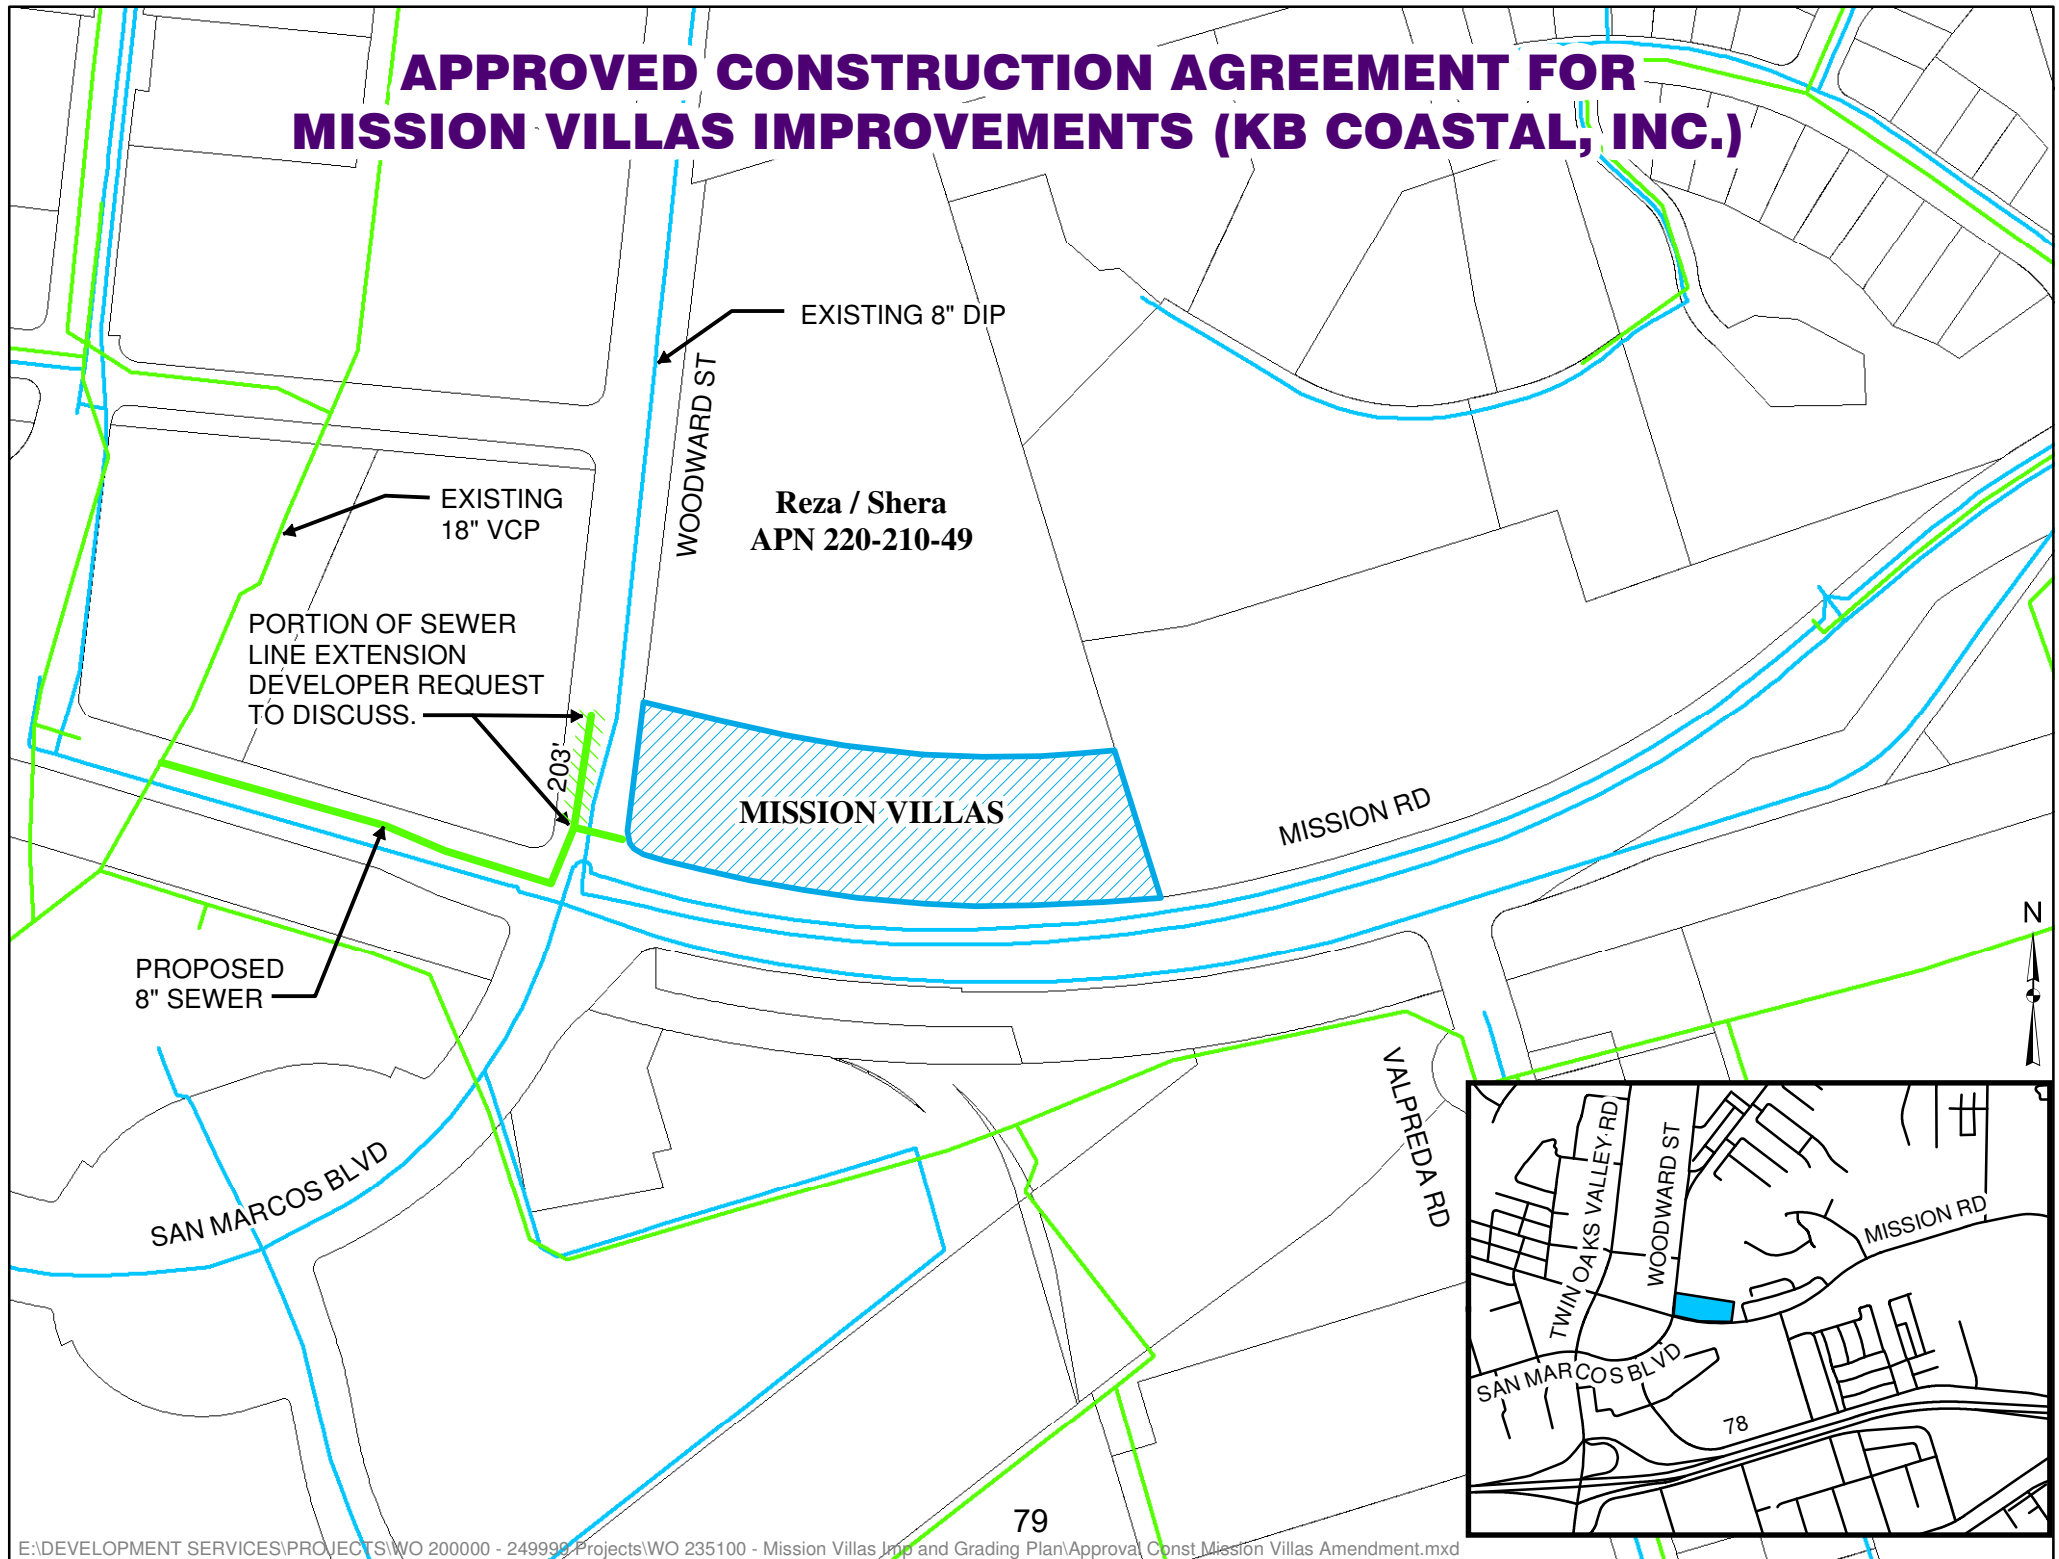 APPROVED CONSTRUCTION AGREEMENT FOR
MISSION VILLAS IMPROVEMENTS (KB COASTAL, INC.)
EXISTING 8" DIP
WOODWARD ST
Reza / Shera
APN 220-210-49
EXISTING
18" VCP
PORTION OF SEWER
LINE EXTENSION
DEVELOPER REQUEST
TO DISCUSS.
203'
MISSION VILLAS
MISSION RD
PROPOSED
8" SEWER
N
VALPREDA RD
SAN MARCOS BLVD
TWIN OAKS VALLEY RD
WOODWARD ST
MISSION RD
SAN MARCOS BLVD
78
79
E:\DEVELOPMENT SERVICES\PROJECTS\WO 200000 - 249999 Projects\WO 235100 - Mission Villas Imp and Grading Plan\Approval Const Mission Villas Amendment.mxd